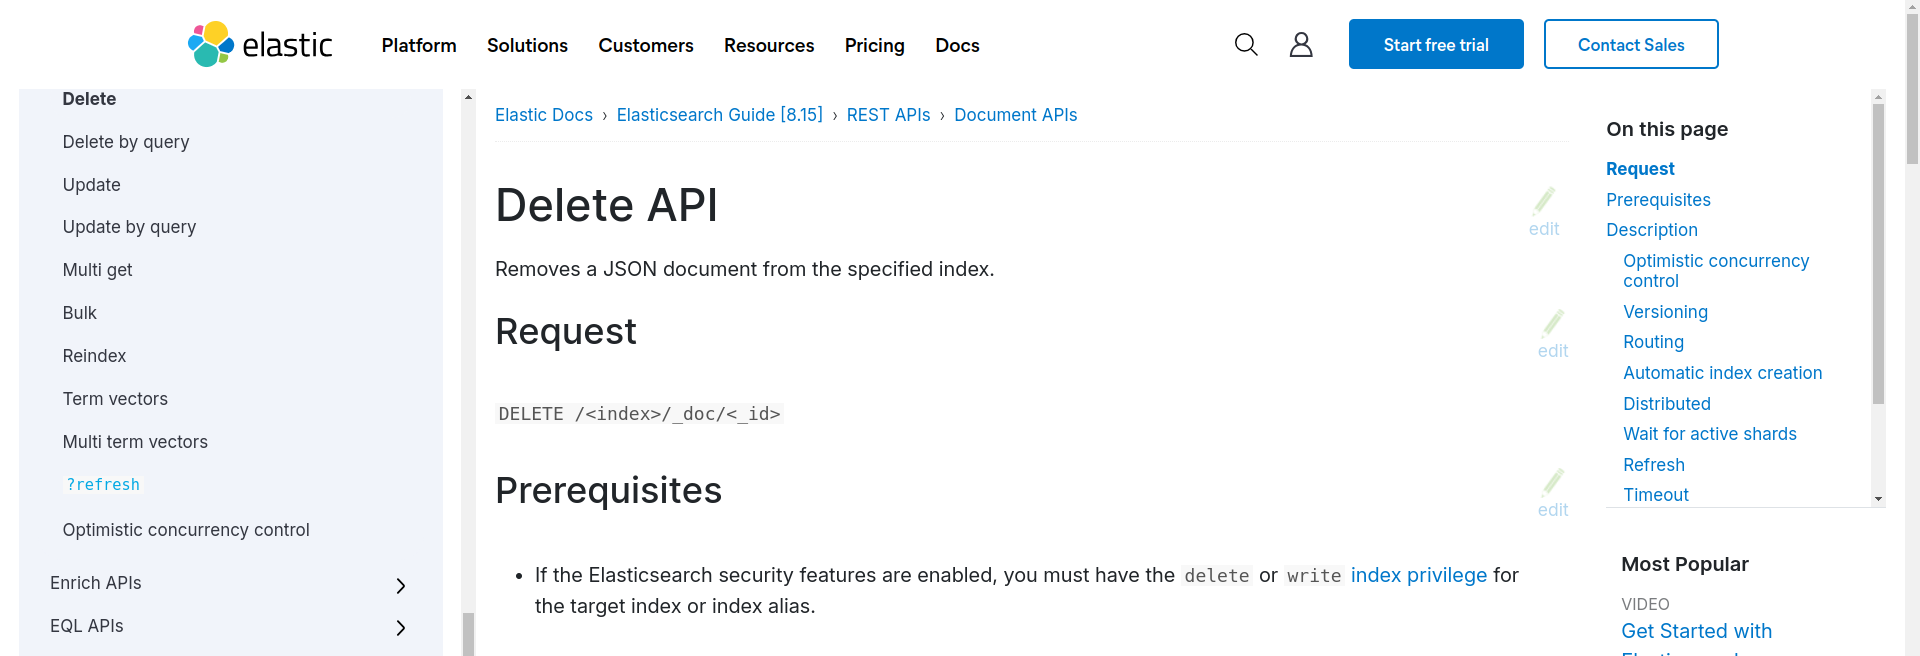 elastic
Platform
Solutions
Customers
Resources
Pricing
Docs
Start free trial
Contact Sales
Delete
Delete by query
Update
Update by query
Multi get
Bulk
Reindex
Term vectors
Multi term vectors
?refresh
Optimistic concurrency control
Enrich APIs
EQL APIs
Elastic Docs › Elasticsearch Guide [8.15] › REST APIs › Document APIs
Delete API
edit
Removes a JSON document from the specified index.
Request
edit
DELETE /<index>/_doc/<_id>
Prerequisites
edit
• If the Elasticsearch security features are enabled, you must have the delete or write index privilege for
the target index or index alias.
On this page
Request
Prerequisites
Description
Optimistic concurrency
control
Versioning
Routing
Automatic index creation
Distributed
Wait for active shards
Refresh
Timeout
Most Popular
VIDEO
Get Started with